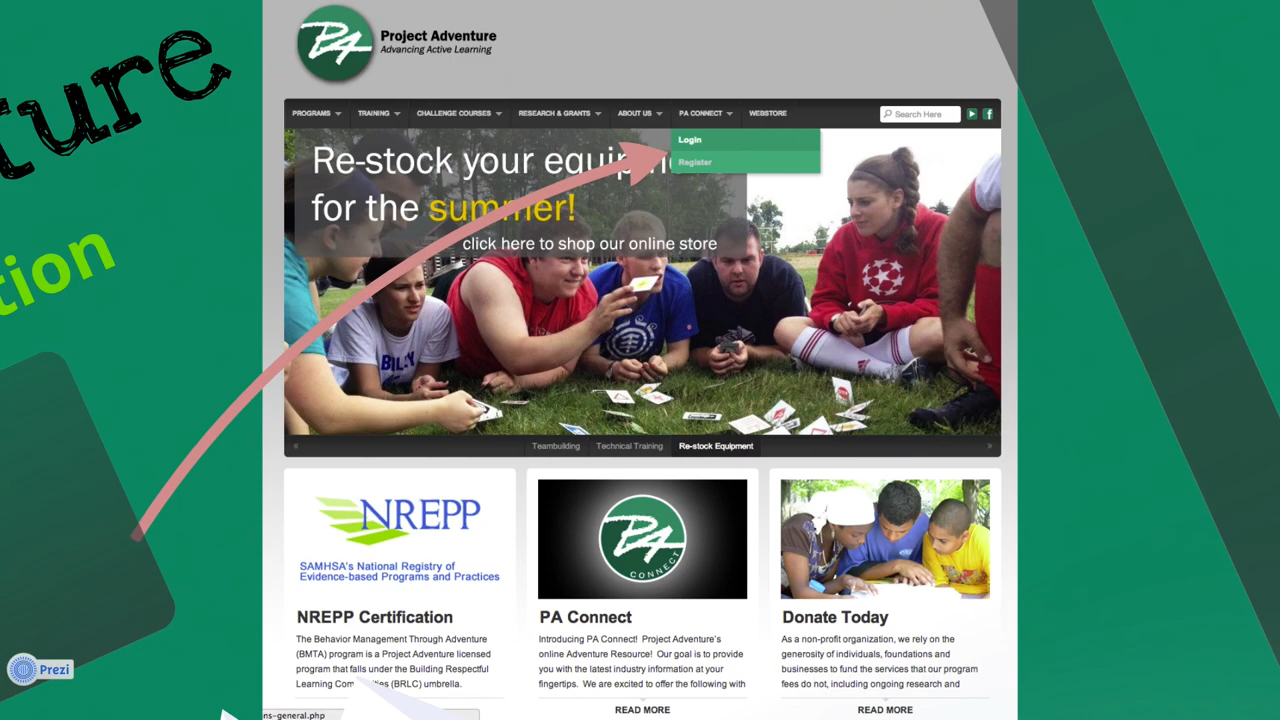 ture
tion
PA
Project Adventure
Advancing Active Learning
PROGRAMS TRAINING CHALLENGE COURSES RESEARCH & GRANTS ABOUT US PA CONNECT WEBSTORE Search Here
Login
Register
Re-stock your equipm
for the summer!
click here to shop our online store
BILL
Teambuilding Technical Training Re-stock Equipment
NREPP
SAMHSA's National Registry of
Evidence-based Programs and Practices
PA
CONNECT
NREPP Certification
The Behavior Management Through Adventure
(BMTA) program is a Project Adventure licensed
program that falls under the Building Respectful
Learning (BRLC) umbrella.
PA Connect
Introducing PA Connect! Project Adventure's
online Adventure Resource! Our goal is to provide
you with the latest industry information at your
fingertips. We are excited to offer the following with
READ MORE
Donate Today
As a non-profit organization, we rely on the
generosity of individuals, foundations and
businesses to fund the services that our program
fees do not, including ongoing research and
READ MORE
Prezi
ns-general.php